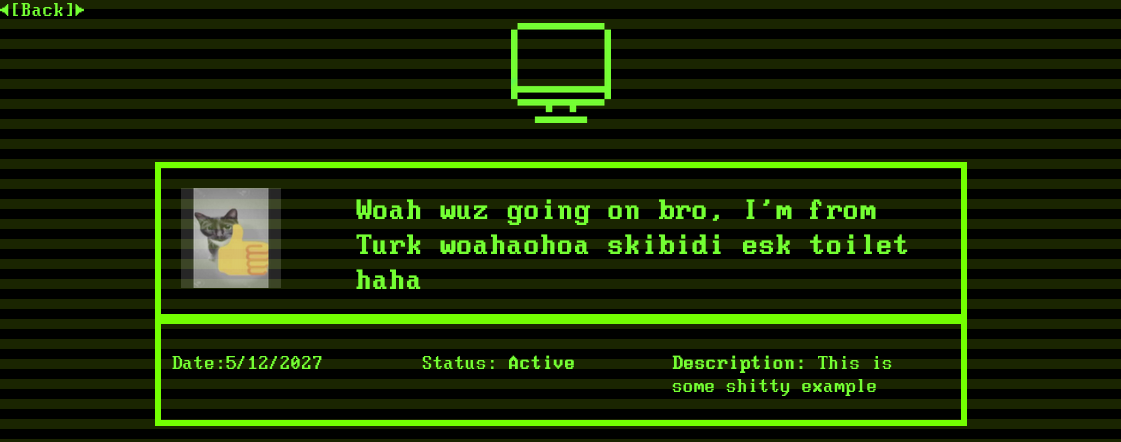 ◄[Back]►
Woah wuz going on bro, I'm from
Turk woahaohoa skibidi esk toilet
haha
Date:5/12/2027 Status: Active Description: This is
some shitty example